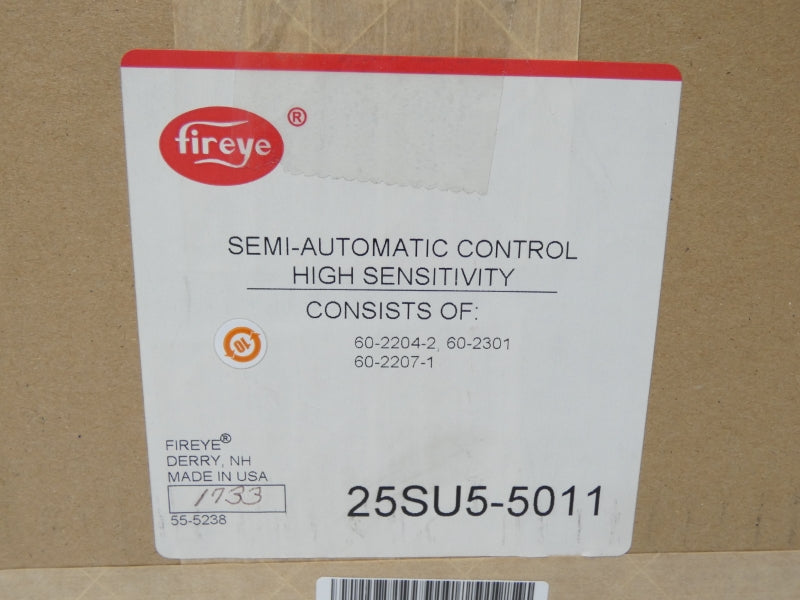 fireye®
SEMI-AUTOMATIC CONTROL
HIGH SENSITIVITY
CONSISTS OF:
60-2204-2, 60-2301
60-2207-1
10
FIREYE®
DERRY, NH
MADE IN USA
1733
55-5238
25SU5-5011